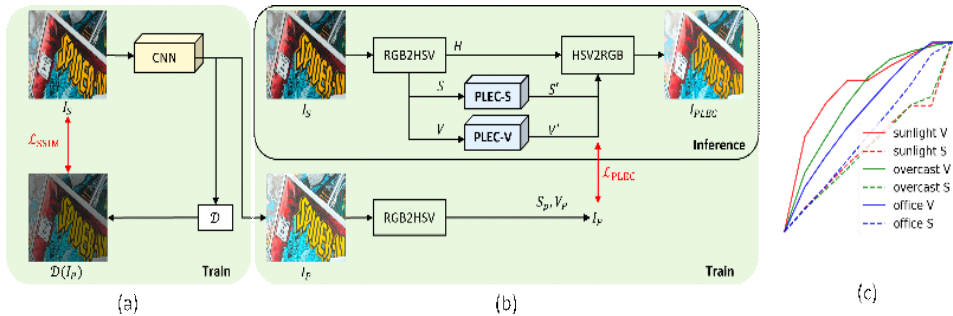 CNN
I_S
ℒ_SSIM
𝒟
𝒟(I_P)
Train
(a)
I_S
RGB2HSV
H
HSV2RGB
S
PLEC-S
S'
V
PLEC-V
V'
I_PLEC
Inference
ℒ_PLEC
I_P
RGB2HSV
S_P, V_P
I_P
Train
(b)
sunlight V
sunlight S
overcast V
overcast S
office V
office S
(c)